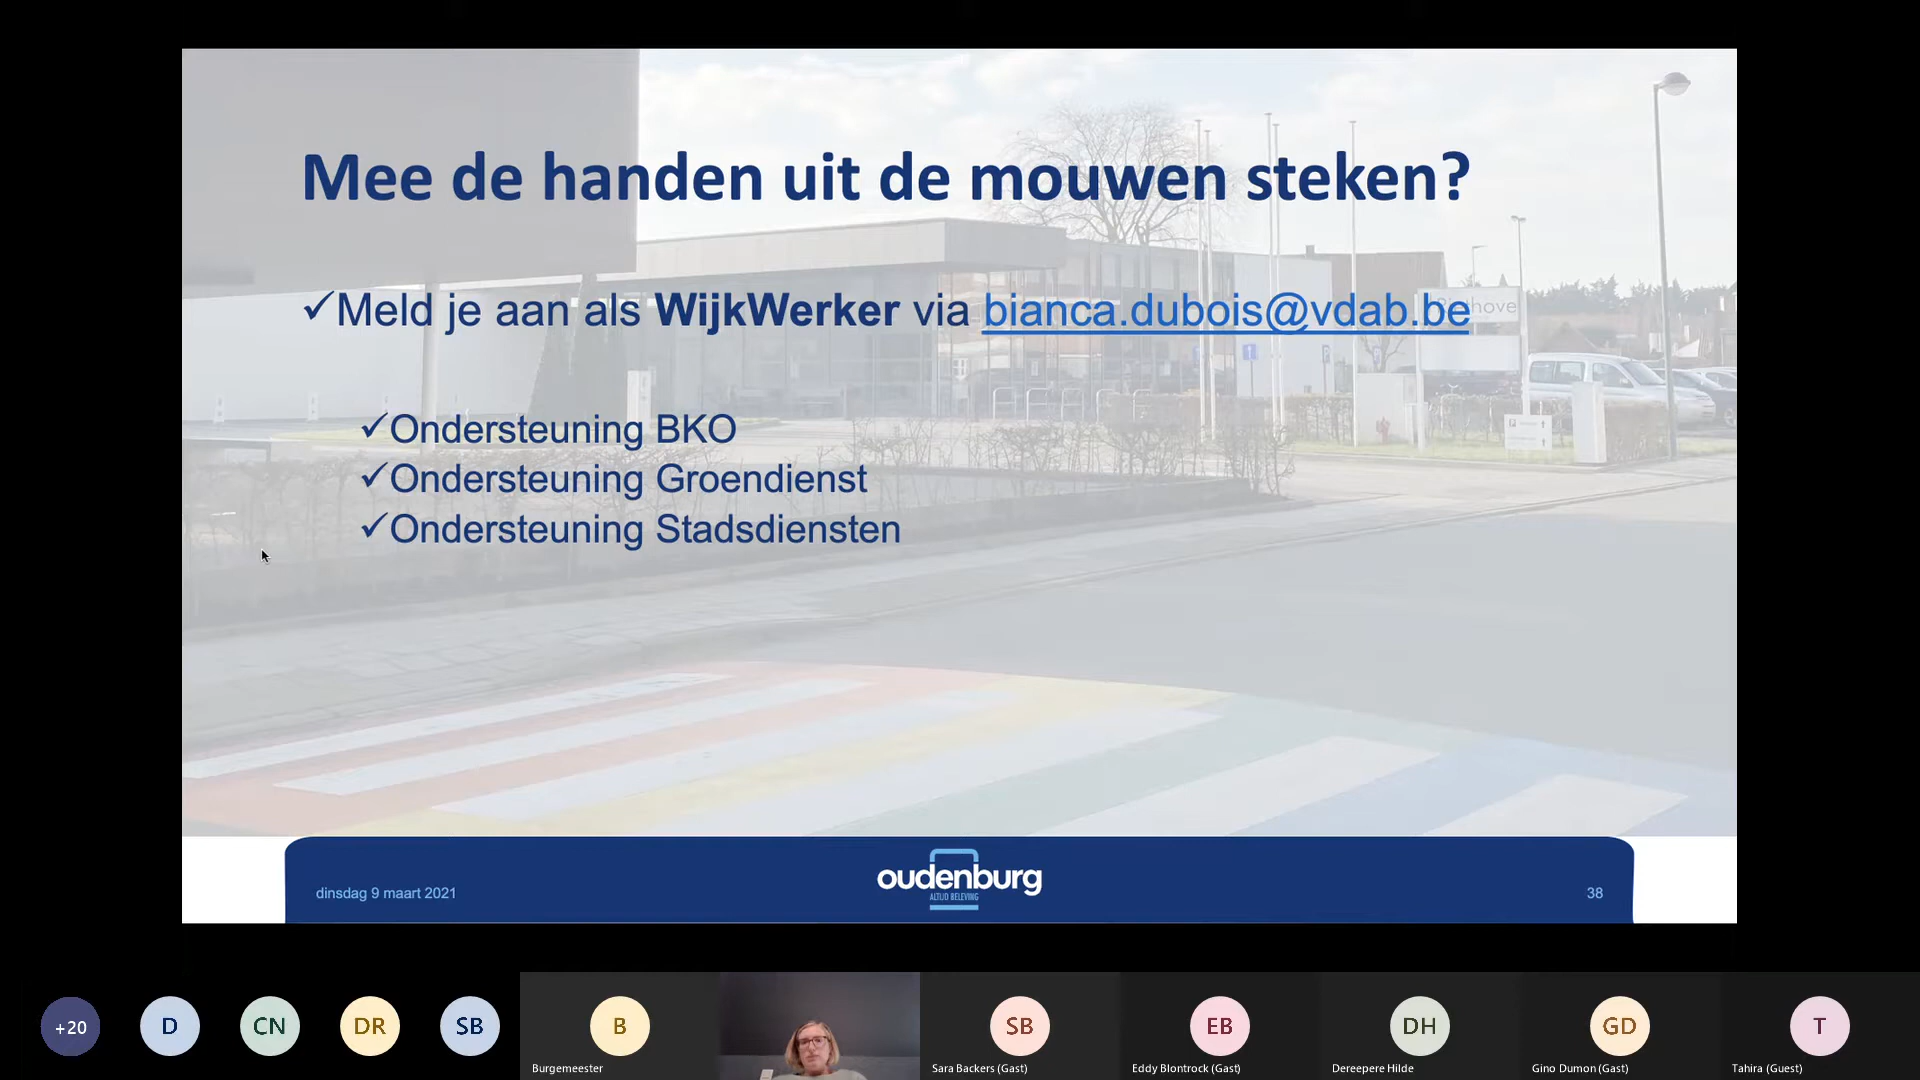 Mee de handen uit de mouwen steken?
✓Meld je aan als WijkWerker via bianca.dubois@vdab.be
✓Ondersteuning BKO
✓Ondersteuning Groendienst
✓Ondersteuning Stadsdiensten
dinsdag 9 maart 2021
oudenburg
ALTIJD BELEVING
38
+20
D
CN
DR
SB
B
SB
EB
DH
GD
T
Burgemeester
Sara Backers (Gast)
Eddy Blontrock (Gast)
Dereepere Hilde
Gino Dumon (Gast)
Tahira (Guest)